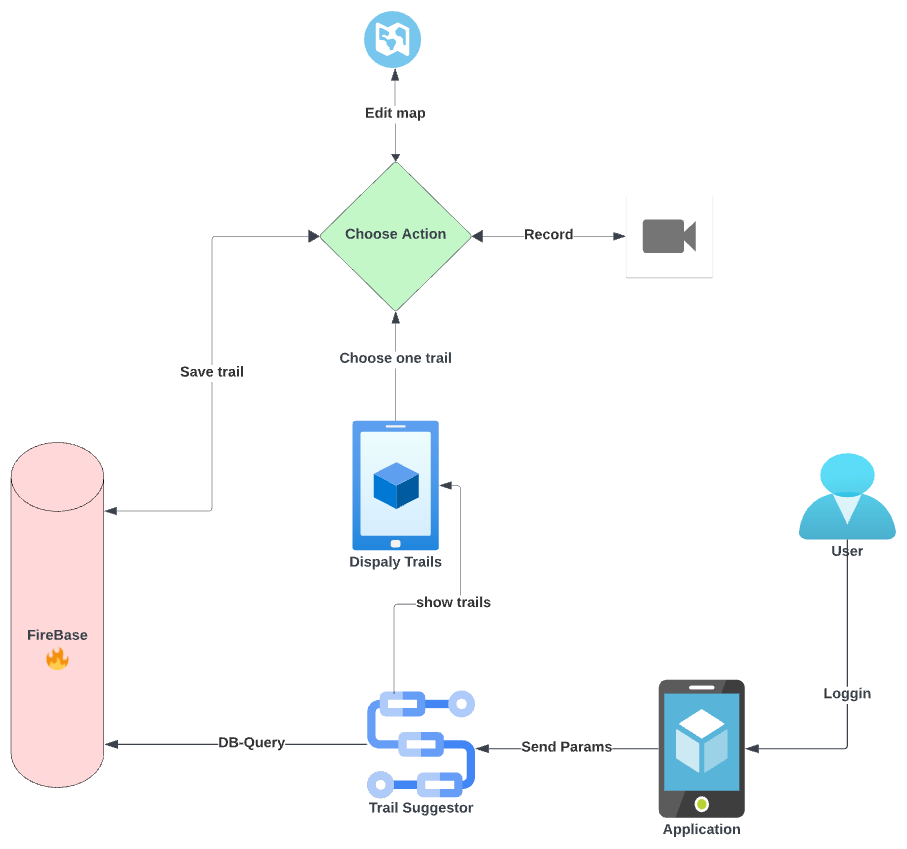 Edit map
Choose Action
Record
Choose one trail
Save trail
Dispaly Trails
User
show trails
FireBase
Loggin
DB-Query
Send Params
Trail Suggestor
Application